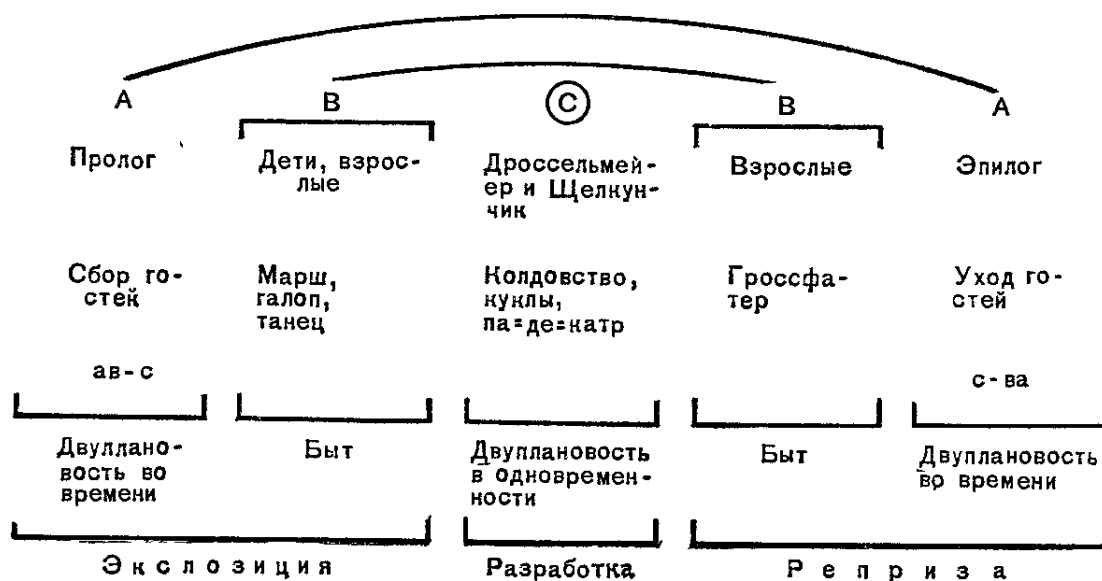 А
В
С
В
А
Пролог
Дети, взрос-
лые
Дроссельмей-
ер и Щелкун-
чик
Взрослые
Эпилог
Сбор го-
стей
Марш,
галоп,
танец
Колдовство,
куклы,
па=де=катр
Гроссфа-
тер
Уход го-
стей
ав-с
с-ва
Двуллано-
вость во
времени
Быт
Двуплановость
в одновремен-
ности
Быт
Двуплановость
во времени
Экслозиция
Разработка
Реприза